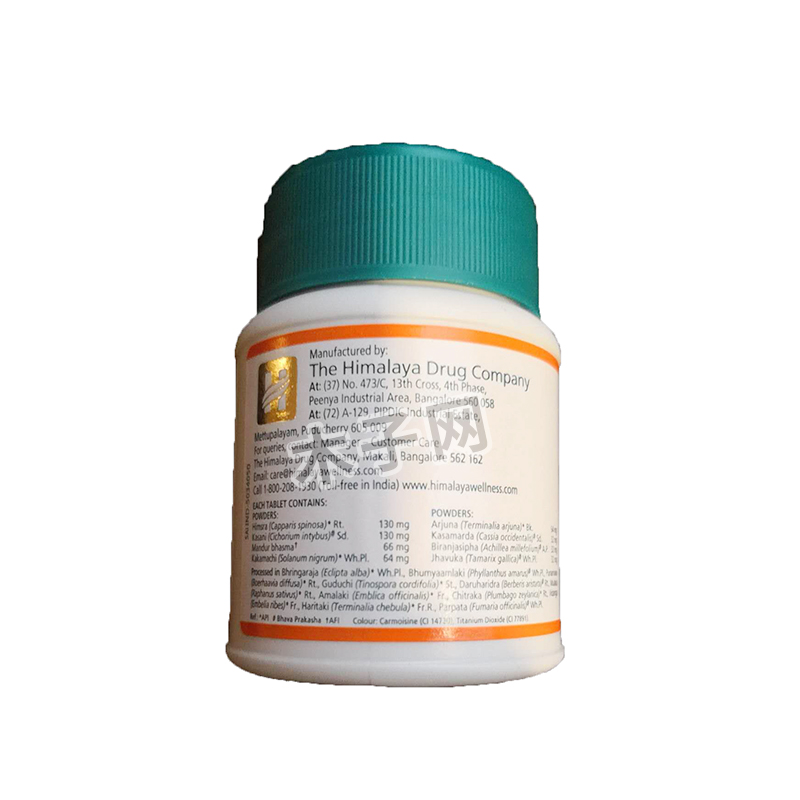 Manufactured by:
The Himalaya Drug Company
At: (37) No. 473/C, 13th Cross, 4th Phase,
Peenya Industrial Area, Bangalore 560 058
At: (72) A-129, PIPDIC Industrial Estate,
Mettupalayam, Puducherry 605 009
For queries, contact: Manager - Customer Care
The Himalaya Drug Company, Makali, Bangalore 562 162
Email: care@himalayawellness.com
Call 1-800-208-1930 (Toll-free in India) www.himalayawellness.com
EACH TABLET CONTAINS:
POWDERS:
Himsra (Capparis spinosa)* Rt. 130 mg
Kasani (Cichorium intybus)# Sd. 130 mg
Mandur bhasma† 66 mg
Kakamachi (Solanum nigrum)* Wh.Pl. 64 mg
POWDERS:
Arjuna (Terminalia arjuna)* Bk.
Kasamarda (Cassia occidentalis)# Sd.
Biranjasipha (Achillea millefolium)
Jhavuka (Tamarix gallica)# Wh.Pl.
Processed in Bhringaraja (Eclipta alba)* Wh.Pl., Bhumyaamlaki (Phyllanthus amarus)* Wh.Pl.,
(Boerhaavia diffusa)* Rt., Guduchi (Tinospora cordifolia)* St., Daruharidra (Berberis aristata)* Rt.,
(Raphanus sativus)* Rt., Amalaki (Emblica officinalis)* Fr., Chitraka (Plumbago zeylanica)* Rt.,
(Embelia ribes)* Fr., Haritaki (Terminalia chebula)* Fr.R., Parpata (Fumaria officinalis)# Wh.Pl.
Ref.: *API # Bhava Prakasha †AFI Colour: Carmoisine (CI 14720), Titanium Dioxide (CI 77891).
木子网